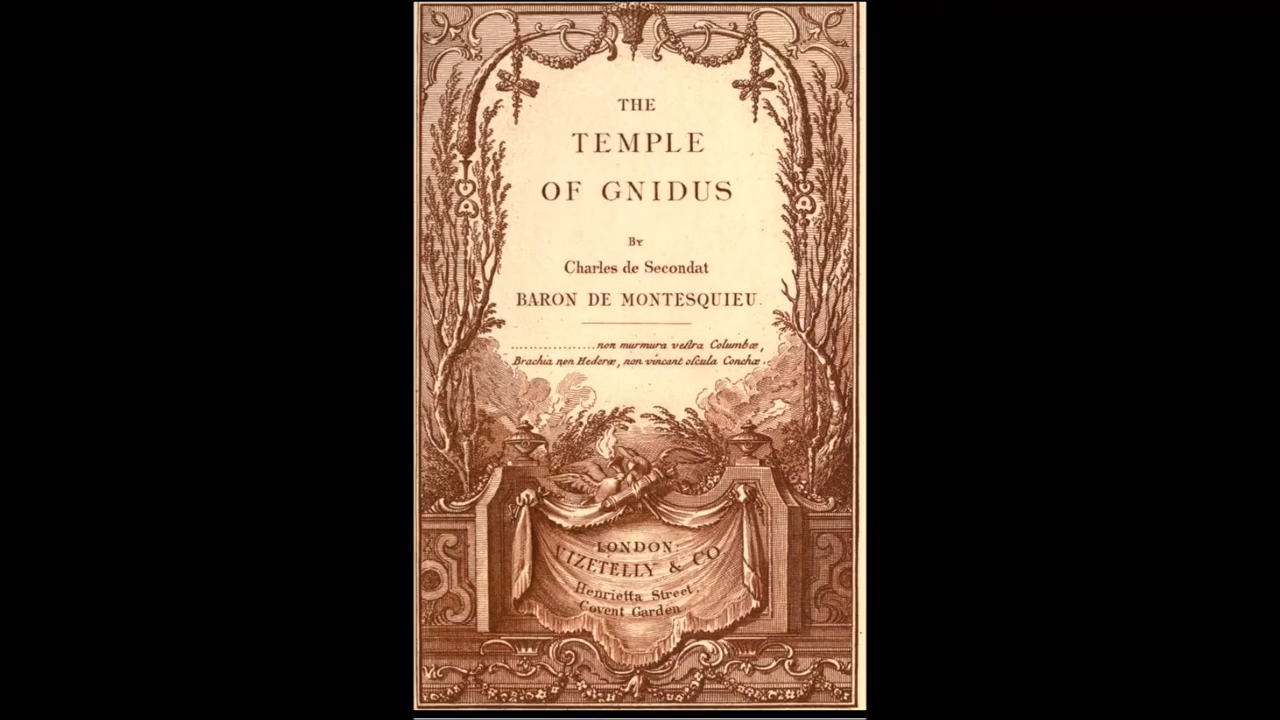 THE
TEMPLE
OF GNIDUS
BY
Charles de Secondat
BARON DE MONTESQUIEU.
..................non murmura veſtra Columbæ,
Brachia non Hederæ, non vincant oſcula Conchæ.
LONDON:
VIZETELLY & CO
Henrietta Street.
Covent Garden